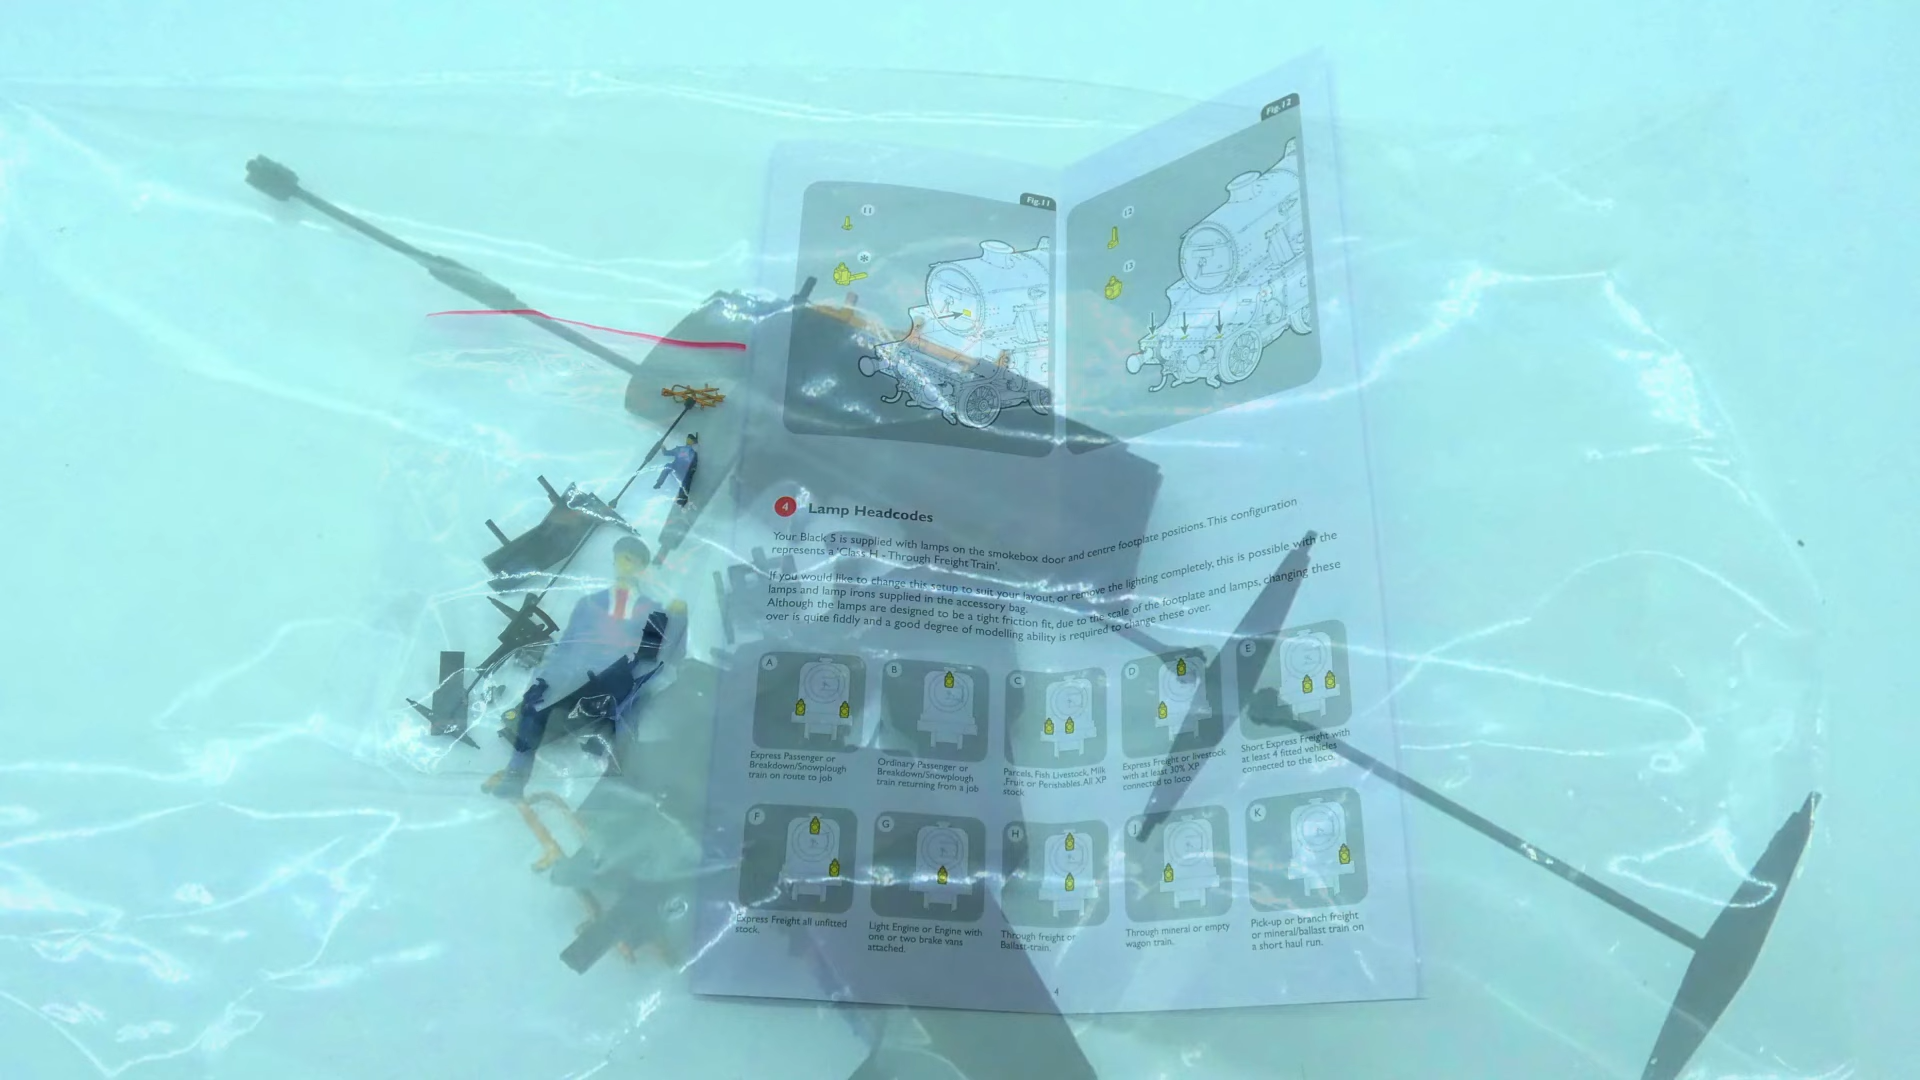 Fig.12
Fig.11
11
12
13
4 Lamp Headcodes
Your Black 5 is supplied with lamps on the smokebox door and centre footplate positions. This configuration
represents a 'Class H - Through Freight Train'.
If you would like to change this setup to suit your layout, or remove the lighting completely, this is possible with the
lamps and lamp irons supplied in the accessory bag.
Although the lamps are designed to be a tight friction fit, due to the scale of the footplate and lamps, changing these
over is quite fiddly and a good degree of modelling ability is required to change these over.
A
B
C
D
E
Express Passenger or
Breakdown/Snowplough
train on route to job
Ordinary Passenger or
Breakdown/Snowplough
train returning from a job
Parcels, Fish Livestock, Milk
,Fruit or Perishables All XP
stock
Express Freight or livestock
with at least 30% XP
connected to loco.
Short Express Freight with
at least 4 fitted vehicles
connected to the loco.
F
G
H
J
K
Express Freight all unfitted
stock.
Light Engine or Engine with
one or two brake vans
attached.
Through freight or
Ballast-train.
Through mineral or empty
wagon train.
Pick-up or branch freight
or mineral/ballast train on
a short haul run.
4